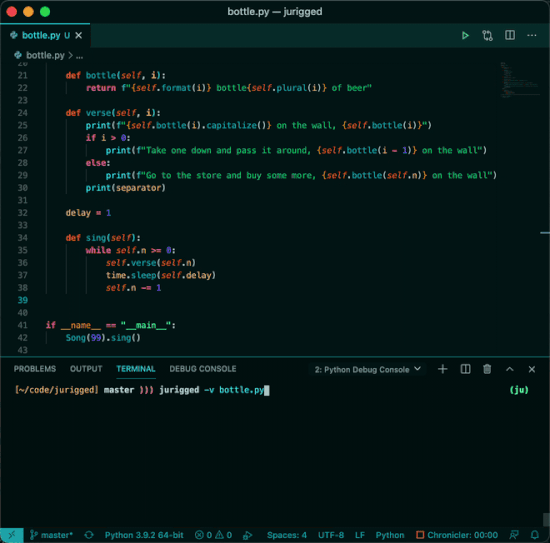 bottle.py — jurigged
bottle.py U
bottle.py > ...
21 def bottle(self, i):
22 return f"{self.format(i)} bottle{self.plural(i)} of beer"
23
24 def verse(self, i):
25 print(f"{self.bottle(i).capitalize()} on the wall, {self.bottle(i)}")
26 if i > 0:
27 print(f"Take one down and pass it around, {self.bottle(i - 1)} on the wall")
28 else:
29 print(f"Go to the store and buy some more, {self.bottle(self.n)} on the wall")
30 print(separator)
31
32 delay = 1
33
34 def sing(self):
35 while self.n >= 0:
36 self.verse(self.n)
37 time.sleep(self.delay)
38 self.n -= 1
39
40
41 if __name__ == "__main__":
42 Song(99).sing()
43
PROBLEMS OUTPUT TERMINAL DEBUG CONSOLE 2: Python Debug Console
[~/code/jurigged] master ))) jurigged -v bottle.py (ju)
master* Python 3.9.2 64-bit 0 0 Spaces: 4 UTF-8 LF Python Chronicler: 00:00